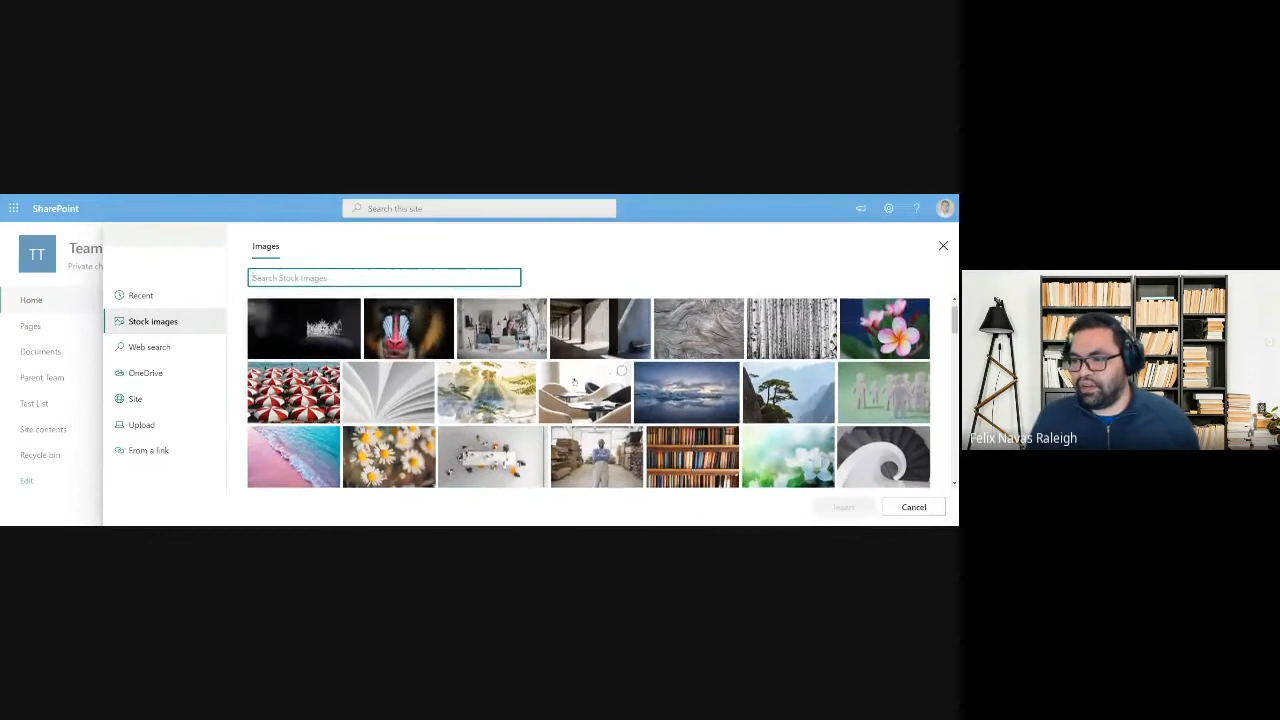 SharePoint
Search this site
?
TT
Team
Private ch
Home
Pages
Documents
Parent Team
Test List
Site contents
Recycle bin
Edit
Recent
Stock images
Web search
OneDrive
Site
Upload
From a link
Images
Search Stock Images
Insert
Cancel
Felix Navas Raleigh